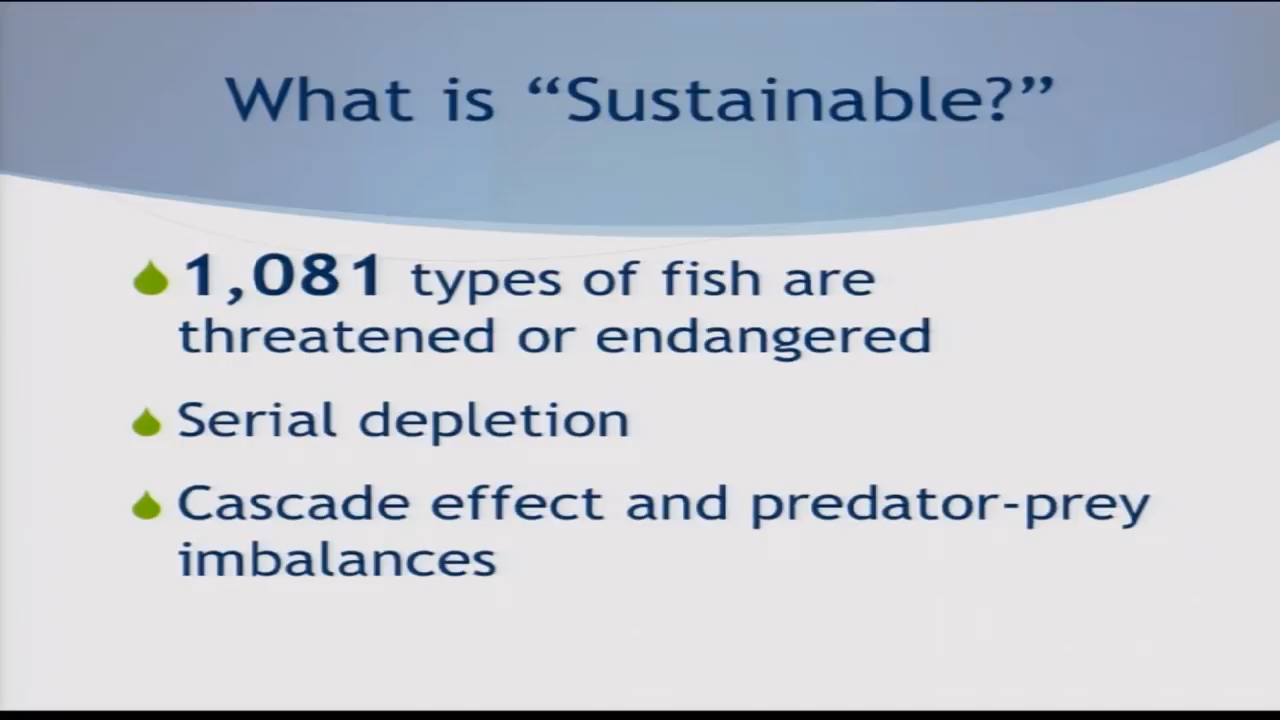 What is “Sustainable?”
1,081 types of fish are
threatened or endangered
Serial depletion
Cascade effect and predator-prey
imbalances